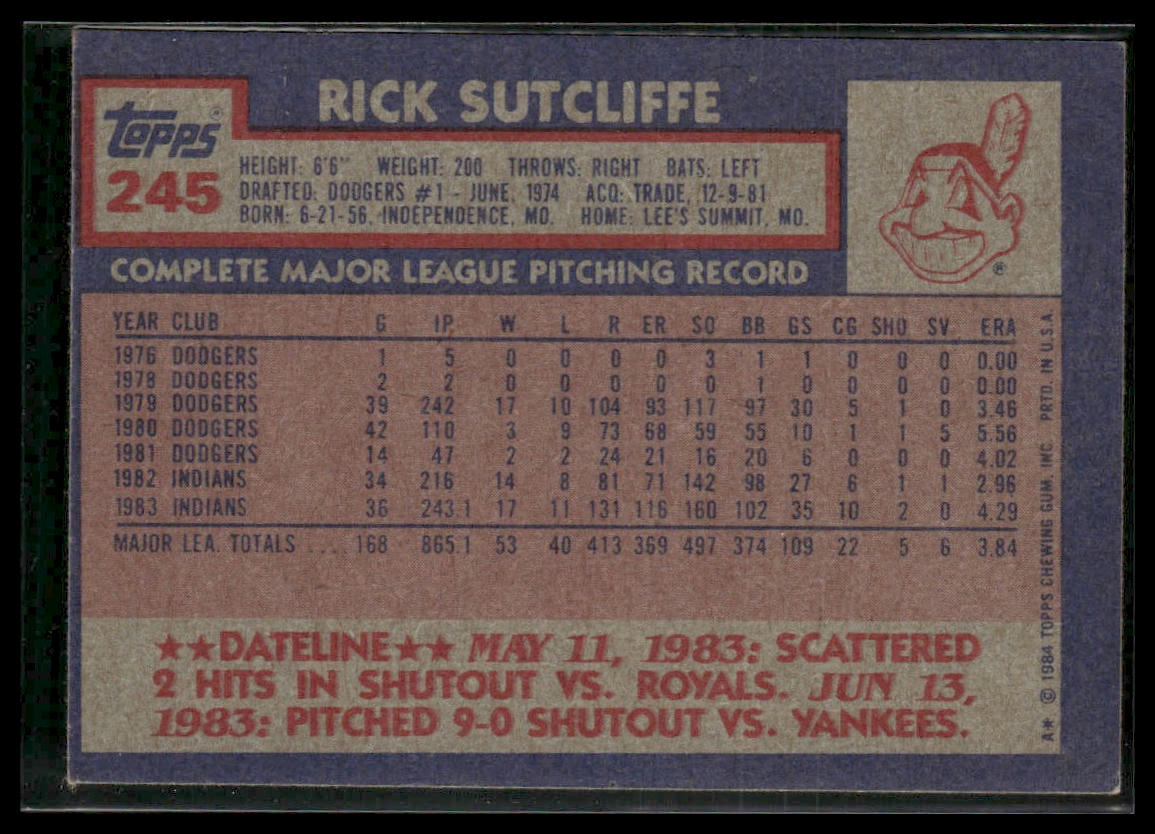 RICK SUTCLIFFE
TOPPS®
245
HEIGHT: 6'6" WEIGHT: 200 THROWS: RIGHT BATS: LEFT
DRAFTED: DODGERS #1 - JUNE, 1974 ACQ: TRADE, 12-9-81
BORN: 6-21-56, INDEPENDENCE, MO. HOME: LEE'S SUMMIT, MO.
®
COMPLETE MAJOR LEAGUE PITCHING RECORD
YEAR CLUB G IP W L R ER SO BB GS CG SHO SV ERA
1976 DODGERS 1 5 0 0 0 0 3 1 1 0 0 0 0.00
1978 DODGERS 2 2 0 0 0 0 0 1 0 0 0 0 0.00
1979 DODGERS 39 242 17 10 104 93 117 97 30 5 1 0 3.46
1980 DODGERS 42 110 3 9 73 68 59 55 10 1 1 5 5.56
1981 DODGERS 14 47 2 2 24 21 16 20 6 0 0 0 4.02
1982 INDIANS 34 216 14 8 81 71 142 98 27 6 1 1 2.96
1983 INDIANS 36 243.1 17 11 131 116 160 102 35 10 2 0 4.29
MAJOR LEA. TOTALS .... 168 865.1 53 40 413 369 497 374 109 22 5 6 3.84
★★DATELINE★★ MAY 11, 1983: SCATTERED
2 HITS IN SHUTOUT VS. ROYALS. JUN 13,
1983: PITCHED 9-0 SHUTOUT VS. YANKEES.
A** © 1984 TOPPS CHEWING GUM, INC. PRTD. IN U.S.A.